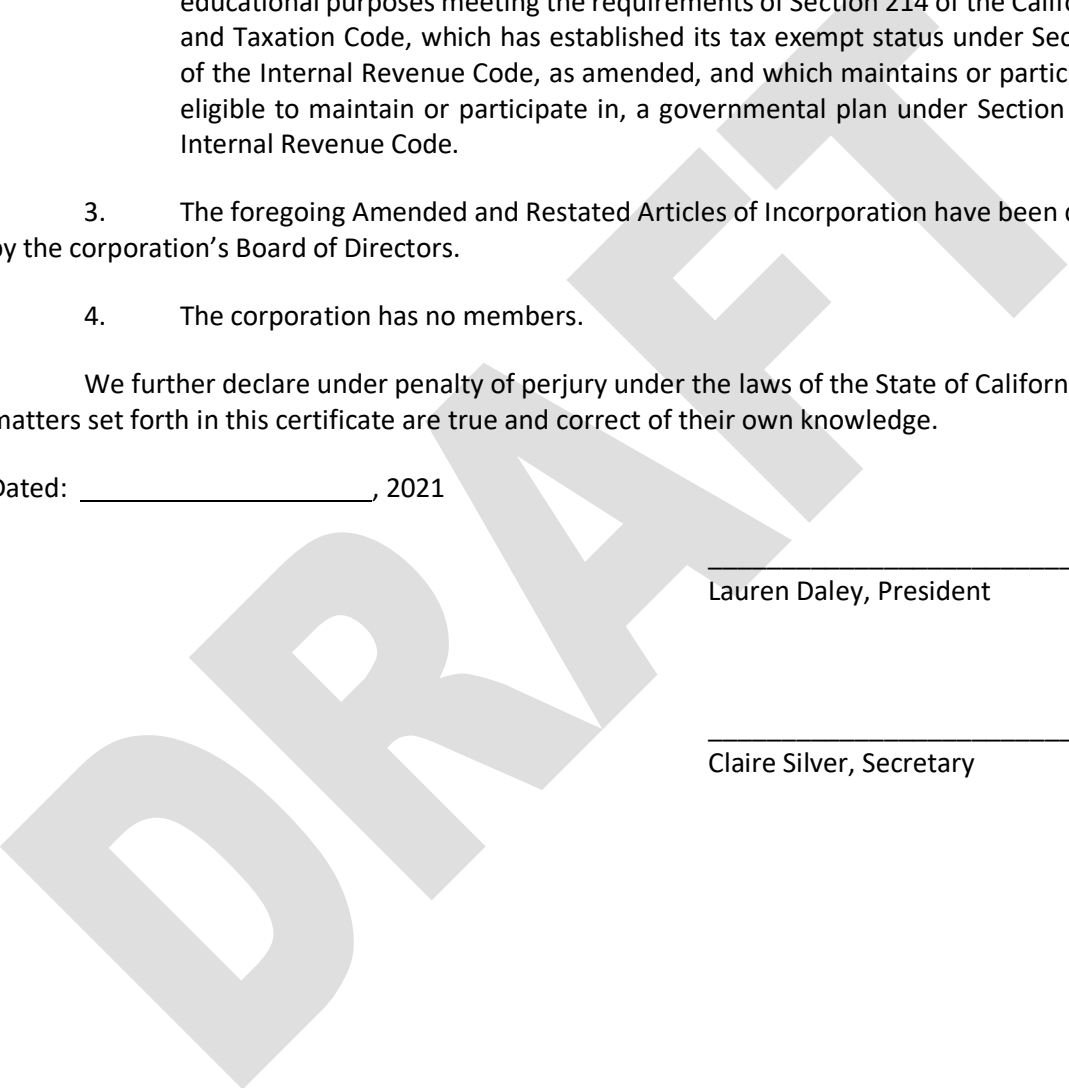 educational purposes meeting the requirements of Section 214 of the Califo
and Taxation Code, which has established its tax exempt status under Sec
of the Internal Revenue Code, as amended, and which maintains or partic
eligible to maintain or participate in, a governmental plan under Section
Internal Revenue Code.
3. The foregoing Amended and Restated Articles of Incorporation have been
by the corporation’s Board of Directors.
4. The corporation has no members.
We further declare under penalty of perjury under the laws of the State of Californ
matters set forth in this certificate are true and correct of their own knowledge.
Dated: ____________________, 2021
__________________________
Lauren Daley, President
__________________________
Claire Silver, Secretary
DRAFT